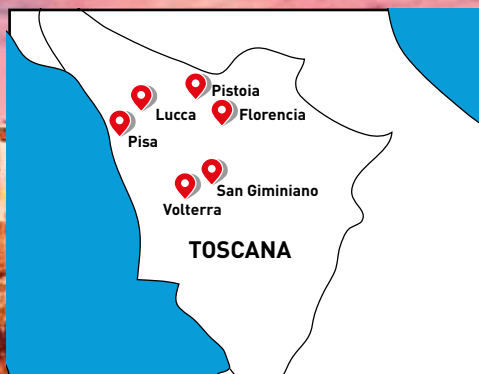 Pistoia
Lucca
Florencia
Pisa
San Giminiano
Volterra
TOSCANA